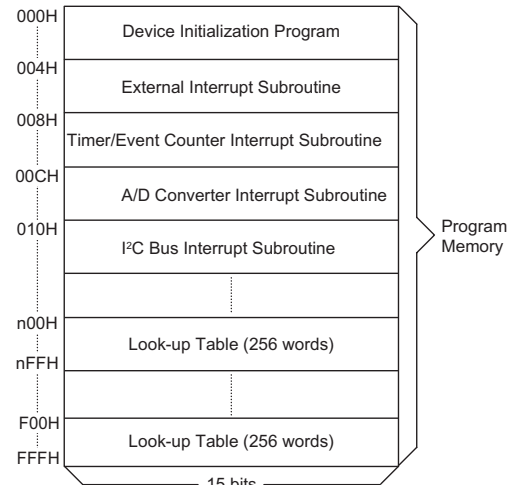 000H
Device Initialization Program
004H
External Interrupt Subroutine
008H
Timer/Event Counter Interrupt Subroutine
00CH
A/D Converter Interrupt Subroutine
010H
I²C Bus Interrupt Subroutine
Program
Memory
n00H
Look-up Table (256 words)
nFFH
F00H
Look-up Table (256 words)
FFFH
15 bits